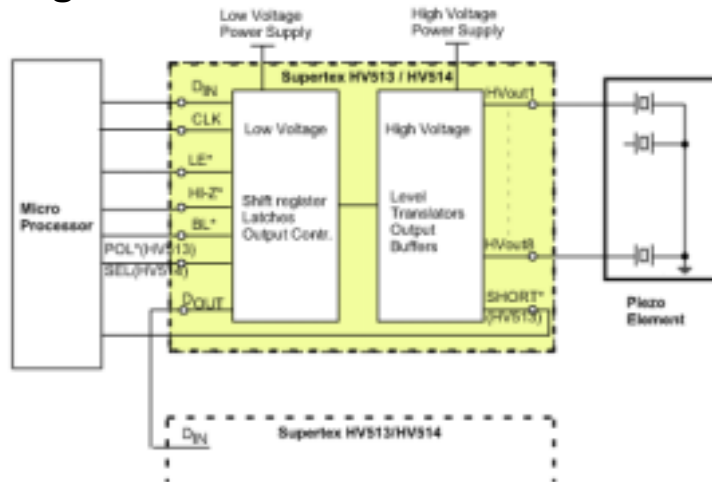 Low Voltage
Power Supply
High Voltage
Power Supply
Supertex HV513 / HV514
DIN
CLK
LE*
HI-Z*
BL*
POL*(HV513)
SEL(HV514)
DOUT
Micro
Processor
Low Voltage
Shift register
Latches
Output Contr.
High Voltage
Level
Translators
Output
Buffers
HVout1
HVout8
SHORT*
(HV513)
Piezo
Element
DIN
Supertex HV513/HV514